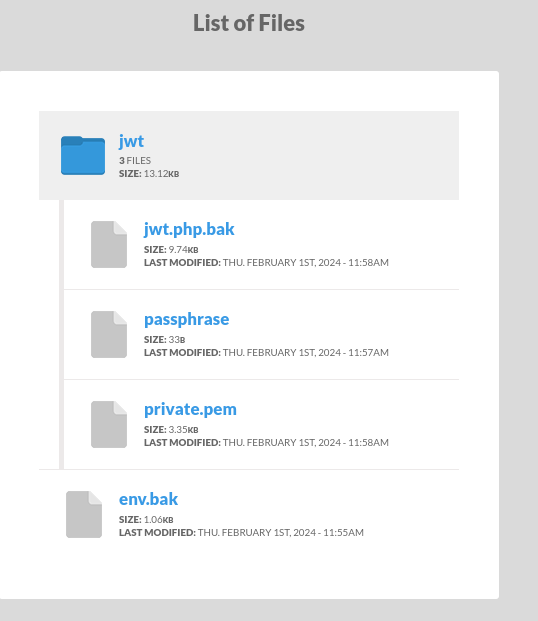 List of Files
jwt
3 FILES
SIZE: 13.12KB
jwt.php.bak
SIZE: 9.74KB
LAST MODIFIED: THU. FEBRUARY 1ST, 2024 - 11:58AM
passphrase
SIZE: 33B
LAST MODIFIED: THU. FEBRUARY 1ST, 2024 - 11:57AM
private.pem
SIZE: 3.35KB
LAST MODIFIED: THU. FEBRUARY 1ST, 2024 - 11:58AM
env.bak
SIZE: 1.06KB
LAST MODIFIED: THU. FEBRUARY 1ST, 2024 - 11:55AM